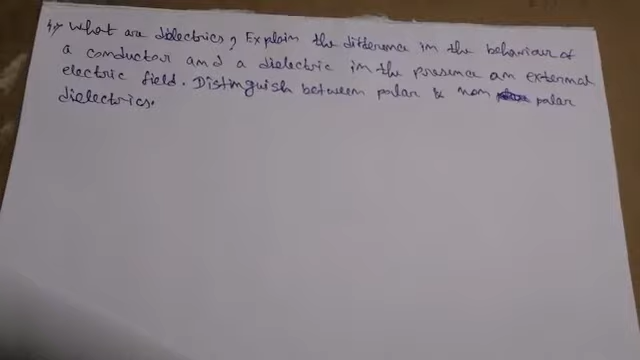 4) What are dielectrics, Explain the difference in the behaviour of
a conductor and a dielectric in the presence an external
electric field. Distinguish between polar & non polar
dielectrics.